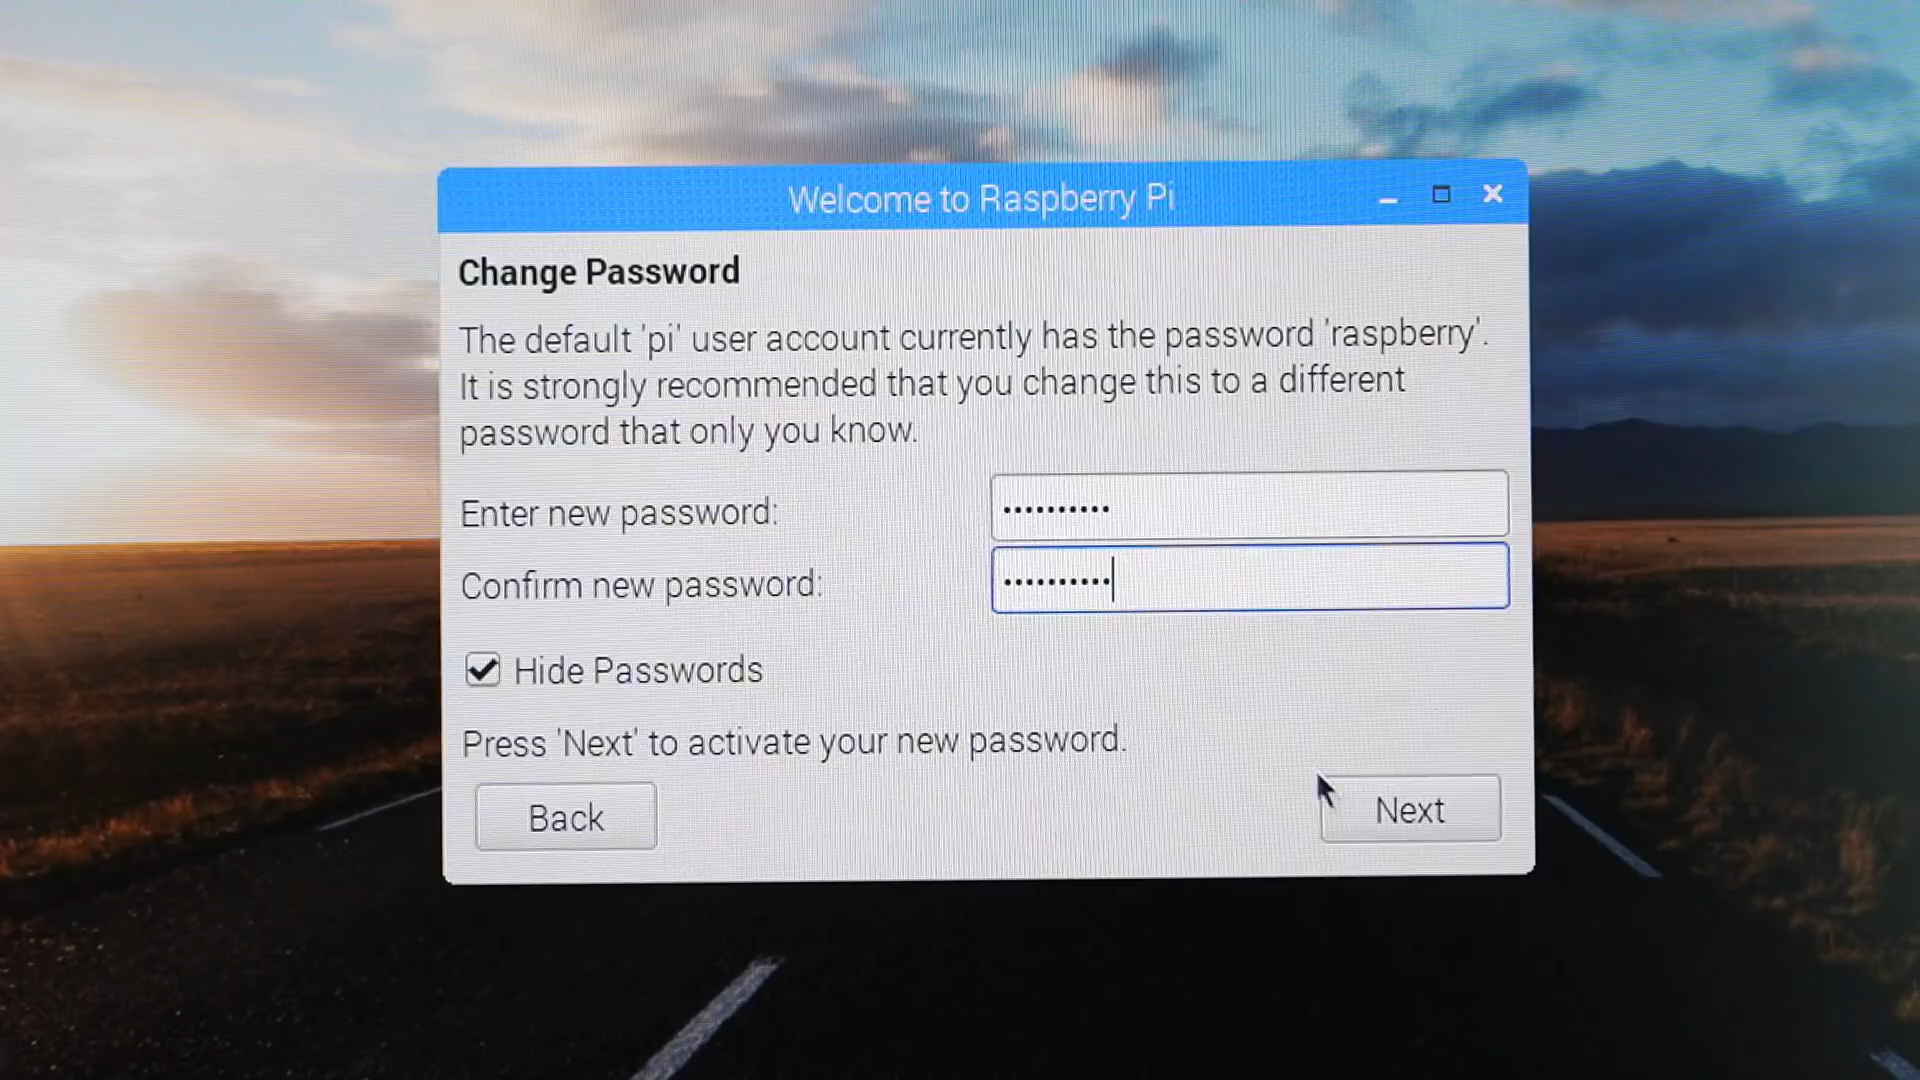 Welcome to Raspberry Pi
Change Password
The default 'pi' user account currently has the password 'raspberry'.
It is strongly recommended that you change this to a different
password that only you know.
Enter new password: ••••••••••
Confirm new password: ••••••••••
Hide Passwords
Press 'Next' to activate your new password.
Back
Next